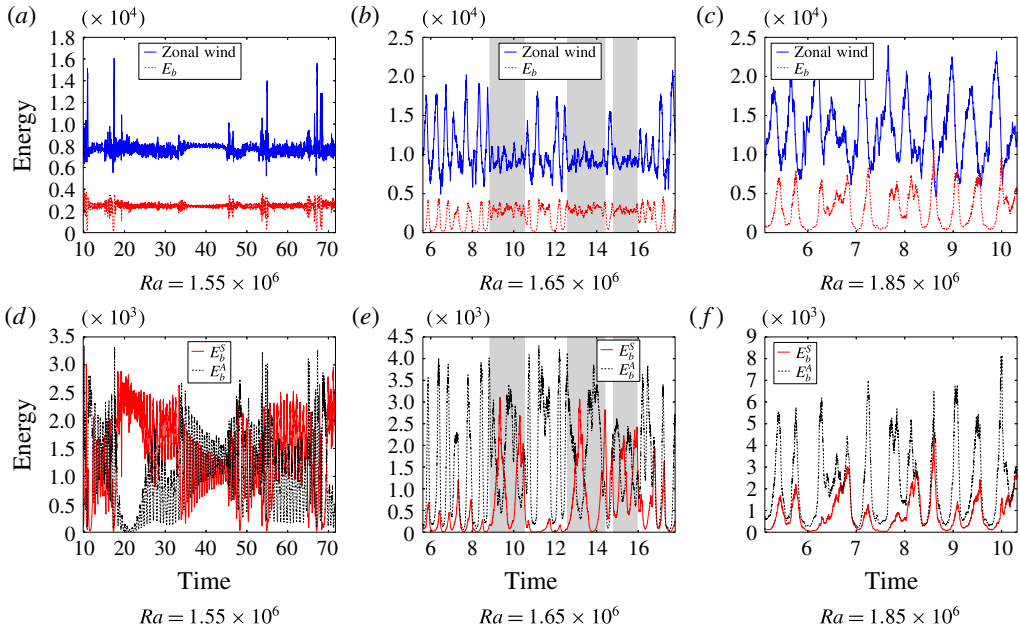 (a) (× 10⁴) (b) (× 10⁴) (c) (× 10⁴)
1.8 1.6 1.4 1.2 1.0 0.8 0.6 0.4 0.2 0
2.5 2.0 1.5 1.0 0.5 0
2.5 2.0 1.5 1.0 0.5 0
Energy
Zonal wind
E_b
Zonal wind
E_b
Zonal wind
E_b
10 20 30 40 50 60 70
6 8 10 12 14 16
6 7 8 9 10
Ra = 1.55 × 10⁶ Ra = 1.65 × 10⁶ Ra = 1.85 × 10⁶
(d) (× 10³) (e) (× 10³) (f) (× 10³)
3.5 3.0 2.5 2.0 1.5 1.0 0.5 0
4.5 4.0 3.5 3.0 2.5 2.0 1.5 1.0 0.5 0
9 8 7 6 5 4 3 2 1 0
Energy
E_b^S
E_b^A
E_b^S
E_b^A
E_b^S
E_b^A
10 20 30 40 50 60 70
6 8 10 12 14 16
6 7 8 9 10
Time Time Time
Ra = 1.55 × 10⁶ Ra = 1.65 × 10⁶ Ra = 1.85 × 10⁶